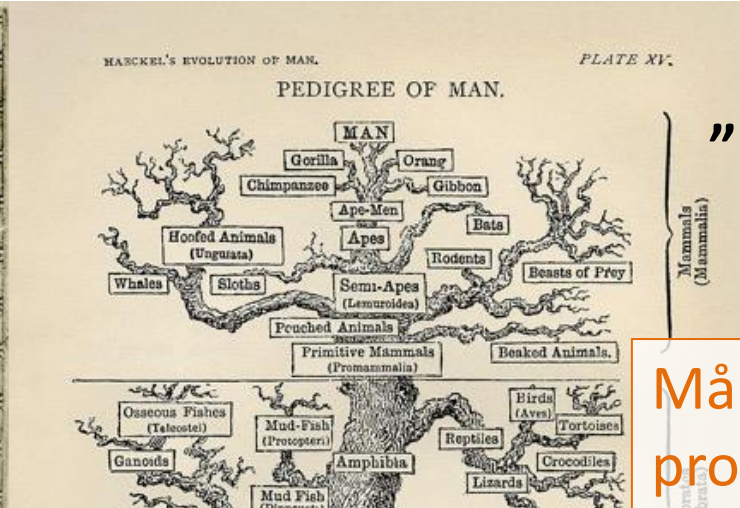 HAECKEL'S EVOLUTION OF MAN.
PLATE XV.
PEDIGREE OF MAN.
"
MAN
Gorilla
Orang
Chimpanzee
Gibbon
Ape-Men
Bats
Hoofed Animals
(Ungulata)
Apes
Rodents
Beasts of Prey
Whales
Sloths
Semi-Apes
(Lemuroidea)
Pouched Animals
Primitive Mammals
(Promammalia)
Beaked Animals.
Mammals
(Mammalia)
Må
pro
Birds
(Aves)
Osseous Fishes
(Teleostei)
Mud-Fish
(Protopteri)
Tortoises
Reptiles
Ganoids
Amphibia
Crocodiles
Lizards
Mud Fish